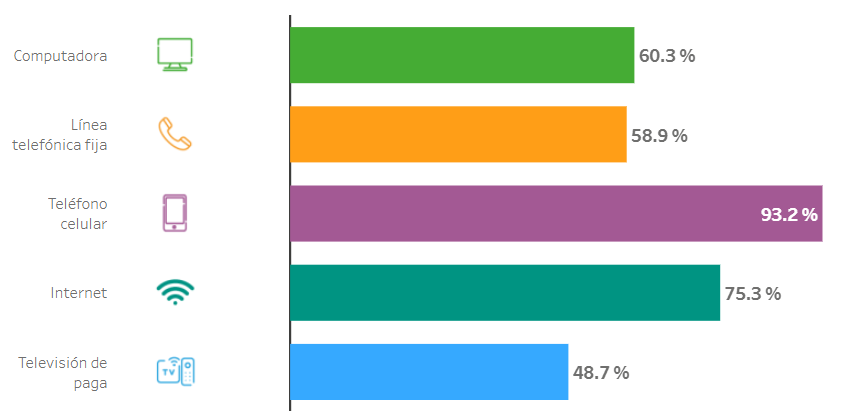 Computadora
60.3 %
Línea
telefónica fija
58.9 %
Teléfono
celular
93.2 %
Internet
75.3 %
Televisión de
paga
TV
48.7 %